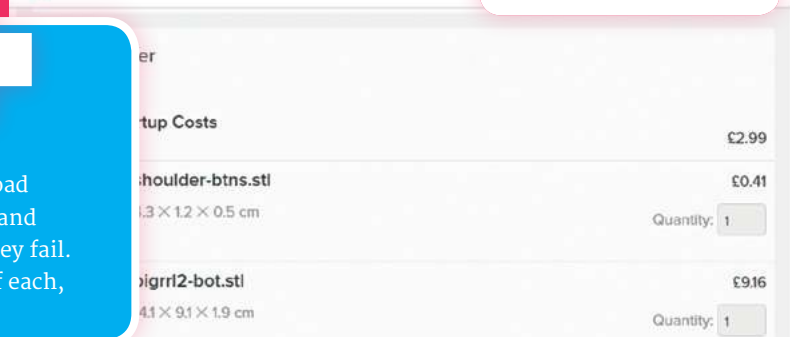 er
rtup Costs
£2.99
shoulder-btns.stl
£0.41
.3 × 1.2 × 0.5 cm
Quantity: 1
pigrrl2-bot.stl
£9.16
4.1 × 9.1 × 1.9 cm
Quantity: 1
oad
and
ey fail.
f each,